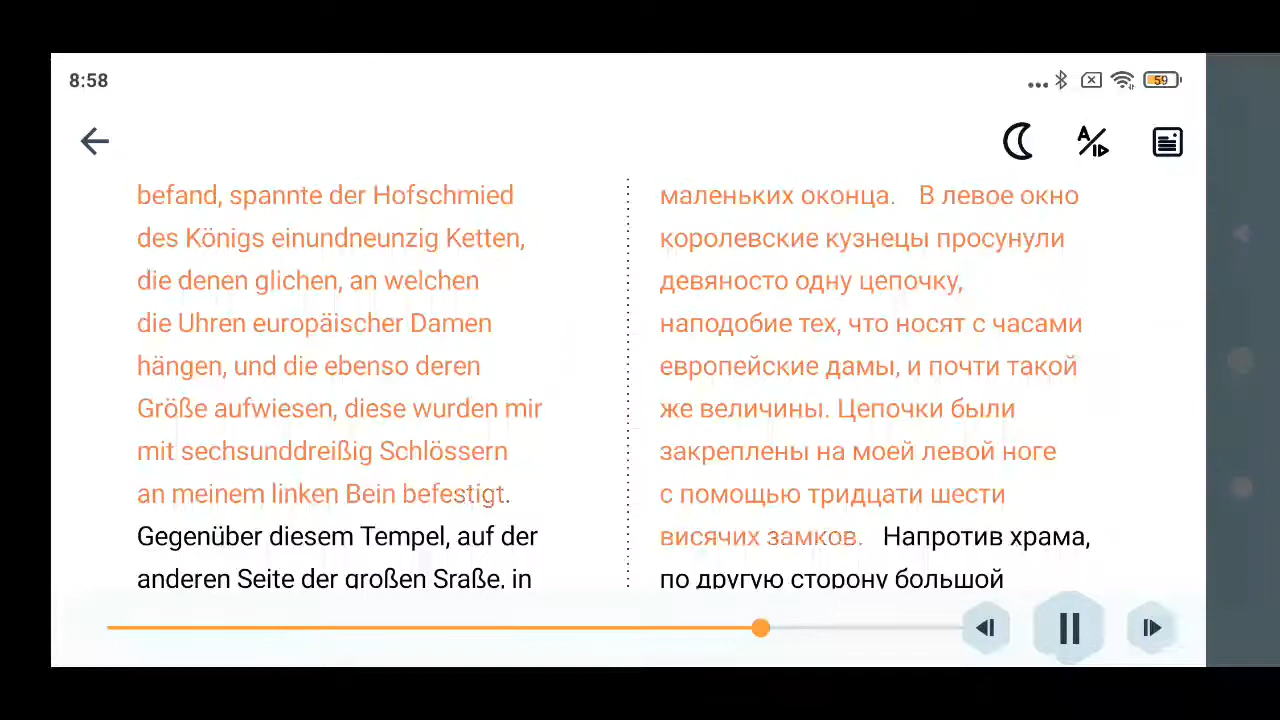 8:58
59
befand, spannte der Hofschmied
des Königs einundneunzig Ketten,
die denen glichen, an welchen
die Uhren europäischer Damen
hängen, und die ebenso deren
Größe aufwiesen, diese wurden mir
mit sechsunddreißig Schlössern
an meinem linken Bein befestigt.
Gegenüber diesem Tempel, auf der
anderen Seite der großen Sraße, in
маленьких оконца. В левое окно
королевские кузнецы просунули
девяносто одну цепочку,
наподобие тех, что носят с часами
европейские дамы, и почти такой
же величины. Цепочки были
закреплены на моей левой ноге
с помощью тридцати шести
висячих замков. Напротив храма,
по другую сторону большой